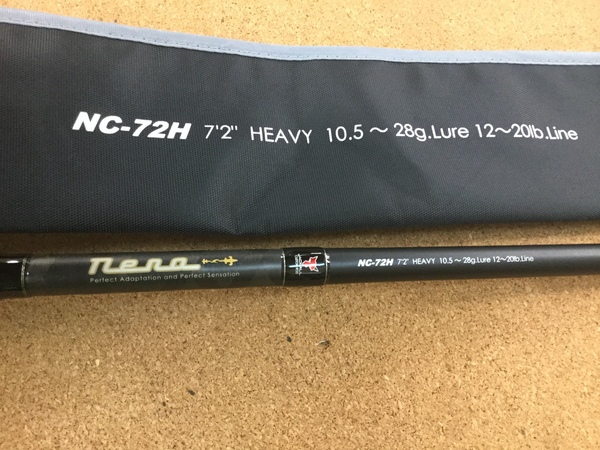 NC-72H 7'2" HEAVY 10.5～28g.Lure 12～20lb.Line
nero
Perfect Adaptation and Perfect Sensation
NC-72H 7'2" HEAVY 10.5～28g.Lure 12～20lb.Line